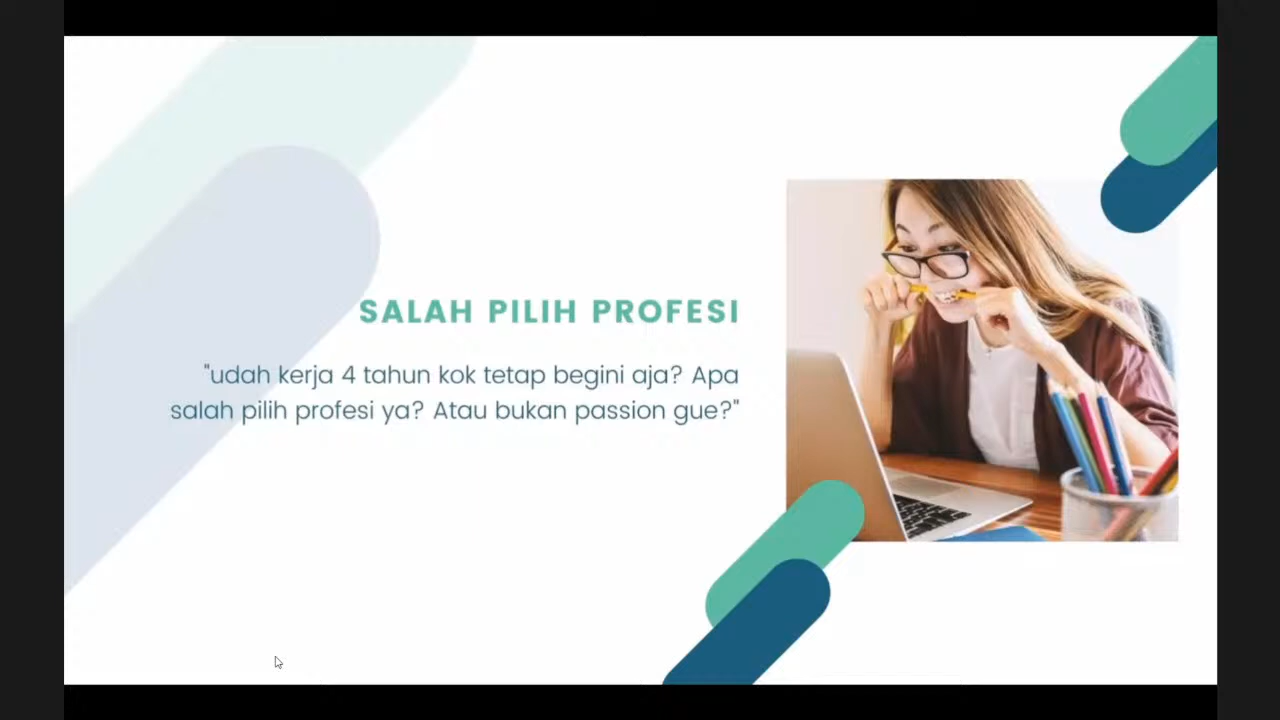 SALAH PILIH PROFESI
"udah kerja 4 tahun kok tetap begini aja? Apa
salah pilih profesi ya? Atau bukan passion gue?"